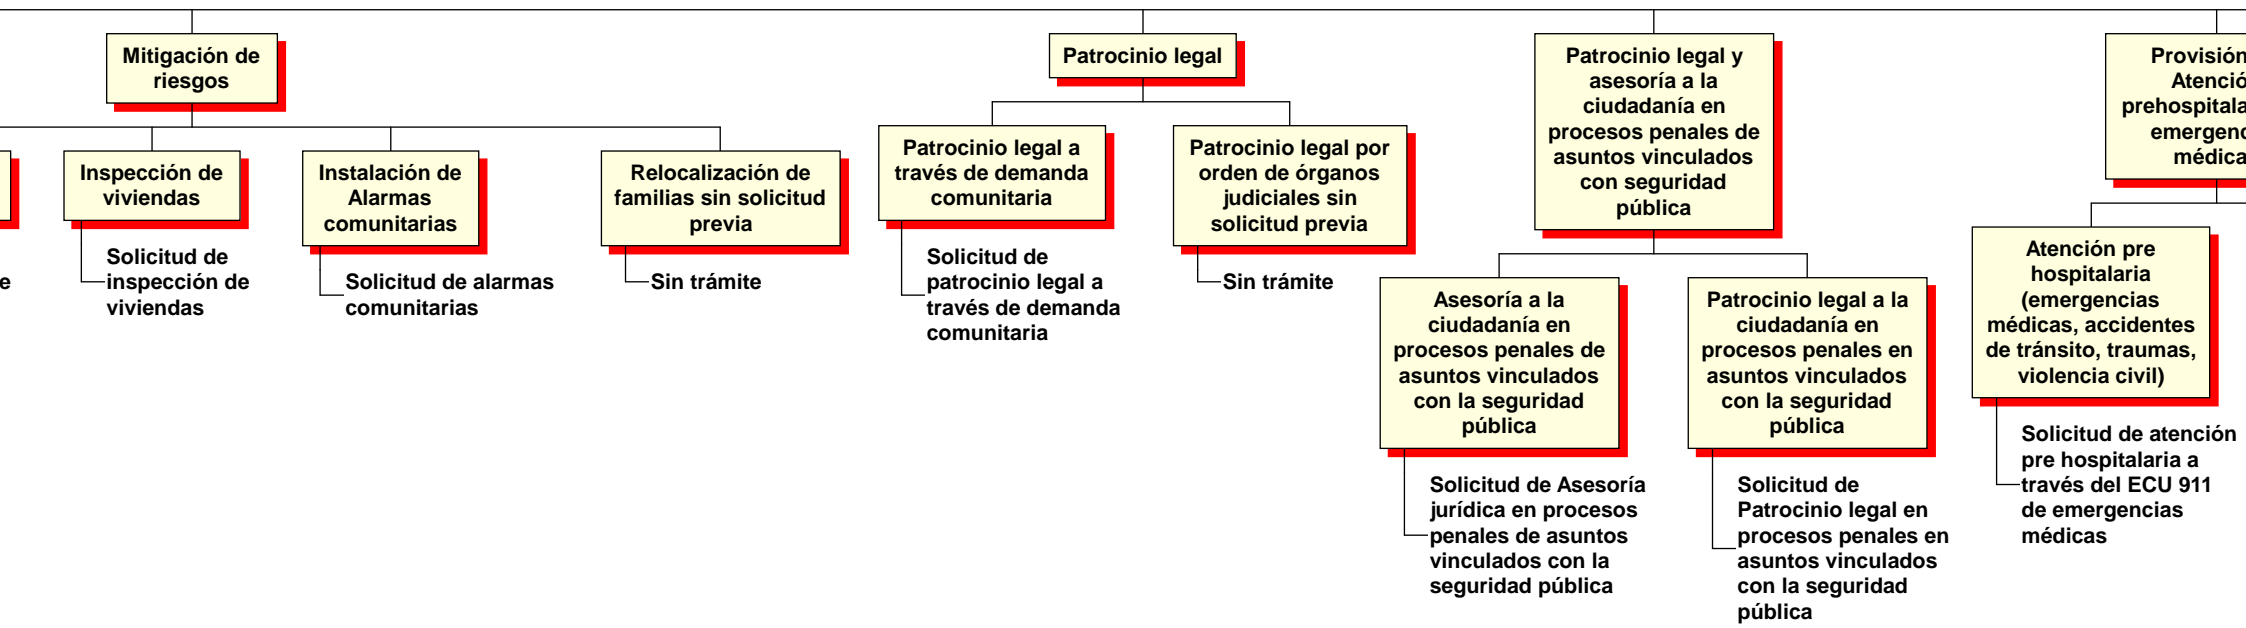 Mitigación de
riesgos
Inspección de
viviendas
Solicitud de
inspección de
viviendas
Instalación de
Alarmas
comunitarias
Solicitud de alarmas
comunitarias
Relocalización de
familias sin solicitud
previa
Sin trámite
Patrocinio legal
Patrocinio legal a
través de demanda
comunitaria
Solicitud de
patrocinio legal a
través de demanda
comunitaria
Patrocinio legal por
orden de órganos
judiciales sin
solicitud previa
Sin trámite
Patrocinio legal y
asesoría a la
ciudadanía en
procesos penales de
asuntos vinculados
con seguridad
pública
Asesoría a la
ciudadanía en
procesos penales de
asuntos vinculados
con la seguridad
pública
Solicitud de Asesoría
jurídica en procesos
penales de asuntos
vinculados con la
seguridad pública
Patrocinio legal a la
ciudadanía en
procesos penales en
asuntos vinculados
con la seguridad
pública
Solicitud de
Patrocinio legal en
procesos penales en
asuntos vinculados
con la seguridad
pública
Provisión
Atención pre
hospitalaria
(emergencias
médicas, accidentes
de tránsito, traumas,
violencia civil)
Solicitud de atención
pre hospitalaria a
través del ECU 911
de emergencias
médicas